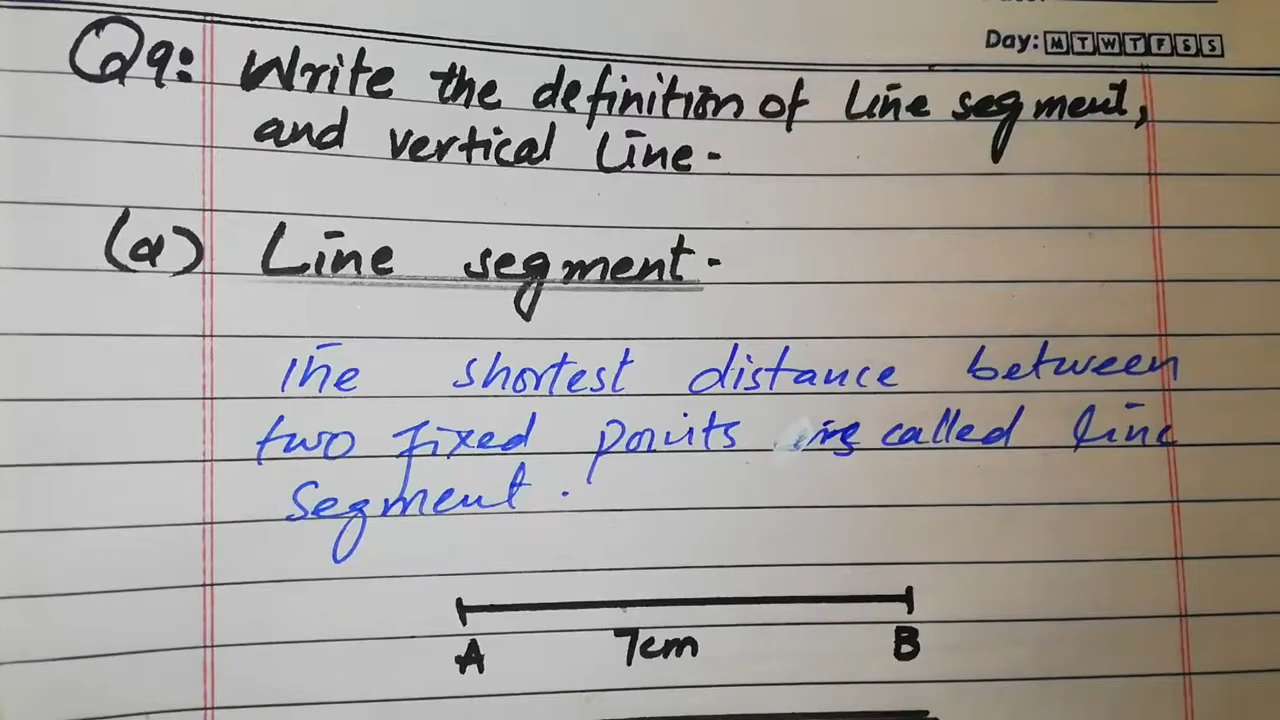 Day: M T W T F S S
Q9: Write the definition of Line segment,
and vertical Line.
(a) Line segment.
The shortest distance between
two fixed points is called line
segment.
A 7cm B